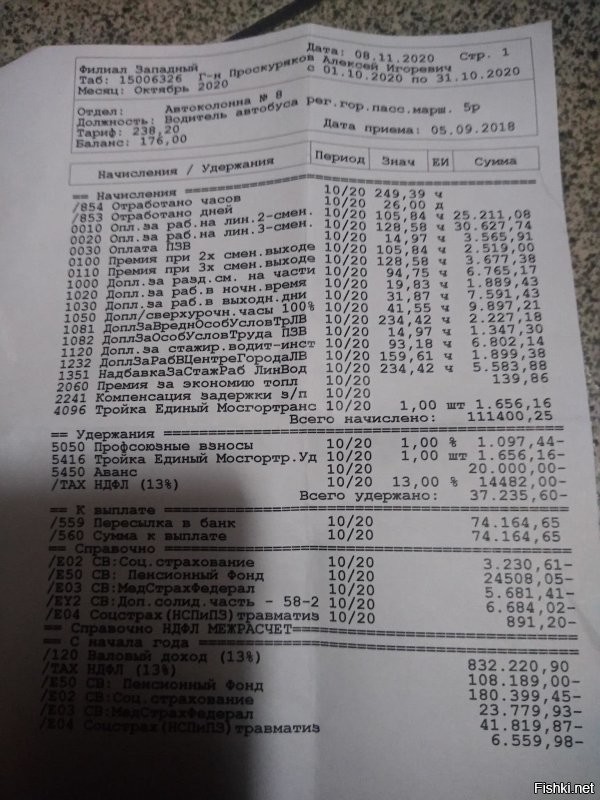 Дата: 08.11.2020 Стр. 1
Филиал Западный
Таб: 15006326 Г-н Проскуряков Алексей Игоревич
Месяц: Октябрь 2020 с 01.10.2020 по 31.10.2020
Отдел: Автоколонна № 8
Должность: Водитель автобуса рег.гор.пасс.марш. 5р
Тариф: 238,20 Дата приема: 05.09.2018
Баланс: 176,00
Начисления / Удержания Период Знач ЕИ Сумма
== Начисления ==
/854 Отработано часов 10/20 249,39 ч
/853 Отработано дней 10/20 26,00 д
0010 Опл.за раб.на лин.2-смен. 10/20 105,84 ч 25.211,08
0020 Опл.за раб.на лин.3-смен. 10/20 128,58 ч 30.627,74
0030 Оплата ПЗВ 10/20 14,97 ч 3.565,91
0100 Премия при 2х смен.выходе 10/20 105,84 ч 2.519,00
0110 Премия при 3х смен.выходе 10/20 128,58 ч 3.677,38
1000 Допл.за разд.см. на части 10/20 94,75 ч 6.765,17
1020 Допл.за раб.в ноч.время 10/20 19,83 ч 1.889,43
1030 Допл.за раб.в выходн.дни 10/20 31,87 ч 7.591,43
1050 Допл/сверхурочн.часы 100% 10/20 41,55 ч 9.897,21
1081 ДоплЗаВреднОсобУсловТрЛВ 10/20 234,42 ч 2.227,18
1082 ДоплЗаОсобУсловТруда ПЗВ 10/20 14,97 ч 1.347,30
1120 Допл.за стажир.водит-инст 10/20 93,18 ч 6.802,14
1232 ДоплЗаРабВЦентреГородаЛВ 10/20 159,61 ч 1.899,38
1351 НадбавкаЗаСтажРаб ЛинВод 10/20 234,42 ч 5.583,88
2060 Премия за экономию топл 10/20 139,86
2241 Компенсация задержки з/п 10/20
4096 Тройка Единый Мосгортранс 10/20 1,00 шт 1.656,16
Всего начислено: 111400,25
== Удержания ==
5050 Профсоюзные взносы 10/20 1,00 % 1.097,44-
5416 Тройка Единый Мосгортр.Уд 10/20 1,00 шт 1.656,16-
5450 Аванс 10/20 20.000,00-
/TAX НДФЛ (13%) 10/20 13,00 % 14482,00-
Всего удержано: 37.235,60-
== К выплате ==
/559 Пересылка в банк 10/20 74.164,65
/560 Сумма к выплате 10/20 74.164,65
== Справочно ==
/E02 СВ:Соц.страхование 10/20 3.230,61-
/E50 СВ: Пенсионный Фонд 10/20 24508,05-
/E03 СВ:МедСтрахФедерал 10/20 5.681,41-
/EY2 СВ:Доп.солид.часть - 58-2 10/20 6.684,02-
/E04 Соцстрах(НСПиПЗ)травматиз 10/20 891,20-
== Справочно НДФЛ МЕЖРАСЧЕТ==
== С начала года ==
/120 Валовый доход (13%) 832.220,90
/TAX НДФЛ (13%) 108.189,00-
/E50 СВ: Пенсионный Фонд 180.399,45-
/E02 СВ:Соц.страхование 23.779,93-
/E03 СВ:МедСтрахФедерал 41.819,87-
/E04 Соцстрах(НСПиПЗ)травматиз 6.559,98-
Fishki.net